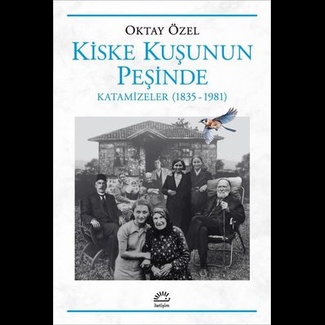 OKTAY ÖZEL
KİSKE KUŞUNUN
PEŞİNDE
KATAMİZELER (1835-1981)
iletişim